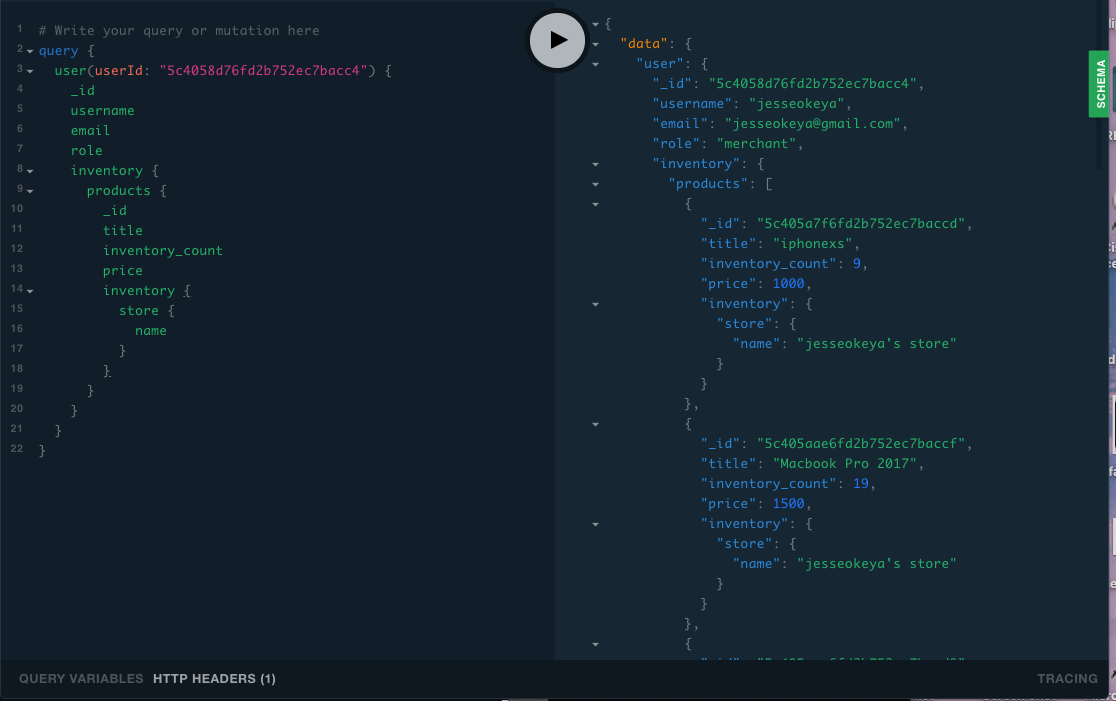 1 # Write your query or mutation here
2 query {
3 user(userId: "5c4058d76fd2b752ec7bacc4") {
4 _id
5 username
6 email
7 role
8 inventory {
9 products {
10 _id
11 title
12 inventory_count
13 price
14 inventory {
15 store {
16 name
17 }
18 }
19 }
20 }
21 }
22 }
{
"data": {
"user": {
"_id": "5c4058d76fd2b752ec7bacc4",
"username": "jesseokeya",
"email": "jesseokeya@gmail.com",
"role": "merchant",
"inventory": {
"products": [
{
"_id": "5c405a7f6fd2b752ec7baccd",
"title": "iphonexs",
"inventory_count": 9,
"price": 1000,
"inventory": {
"store": {
"name": "jesseokeya's store"
}
}
},
{
"_id": "5c405aae6fd2b752ec7baccf",
"title": "Macbook Pro 2017",
"inventory_count": 19,
"price": 1500,
"inventory": {
"store": {
"name": "jesseokeya's store"
}
}
},
{
SCHEMA
QUERY VARIABLES HTTP HEADERS (1)
TRACING